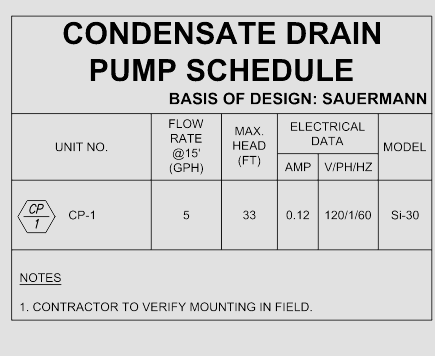 CONDENSATE DRAIN
PUMP SCHEDULE
BASIS OF DESIGN: SAUERMANN
UNIT NO.
FLOW
RATE
@15'
(GPH)
MAX.
HEAD
(FT)
ELECTRICAL
DATA
AMP
V/PH/HZ
MODEL
CP
1
CP-1
5
33
0.12
120/1/60
Si-30
NOTES
1. CONTRACTOR TO VERIFY MOUNTING IN FIELD.